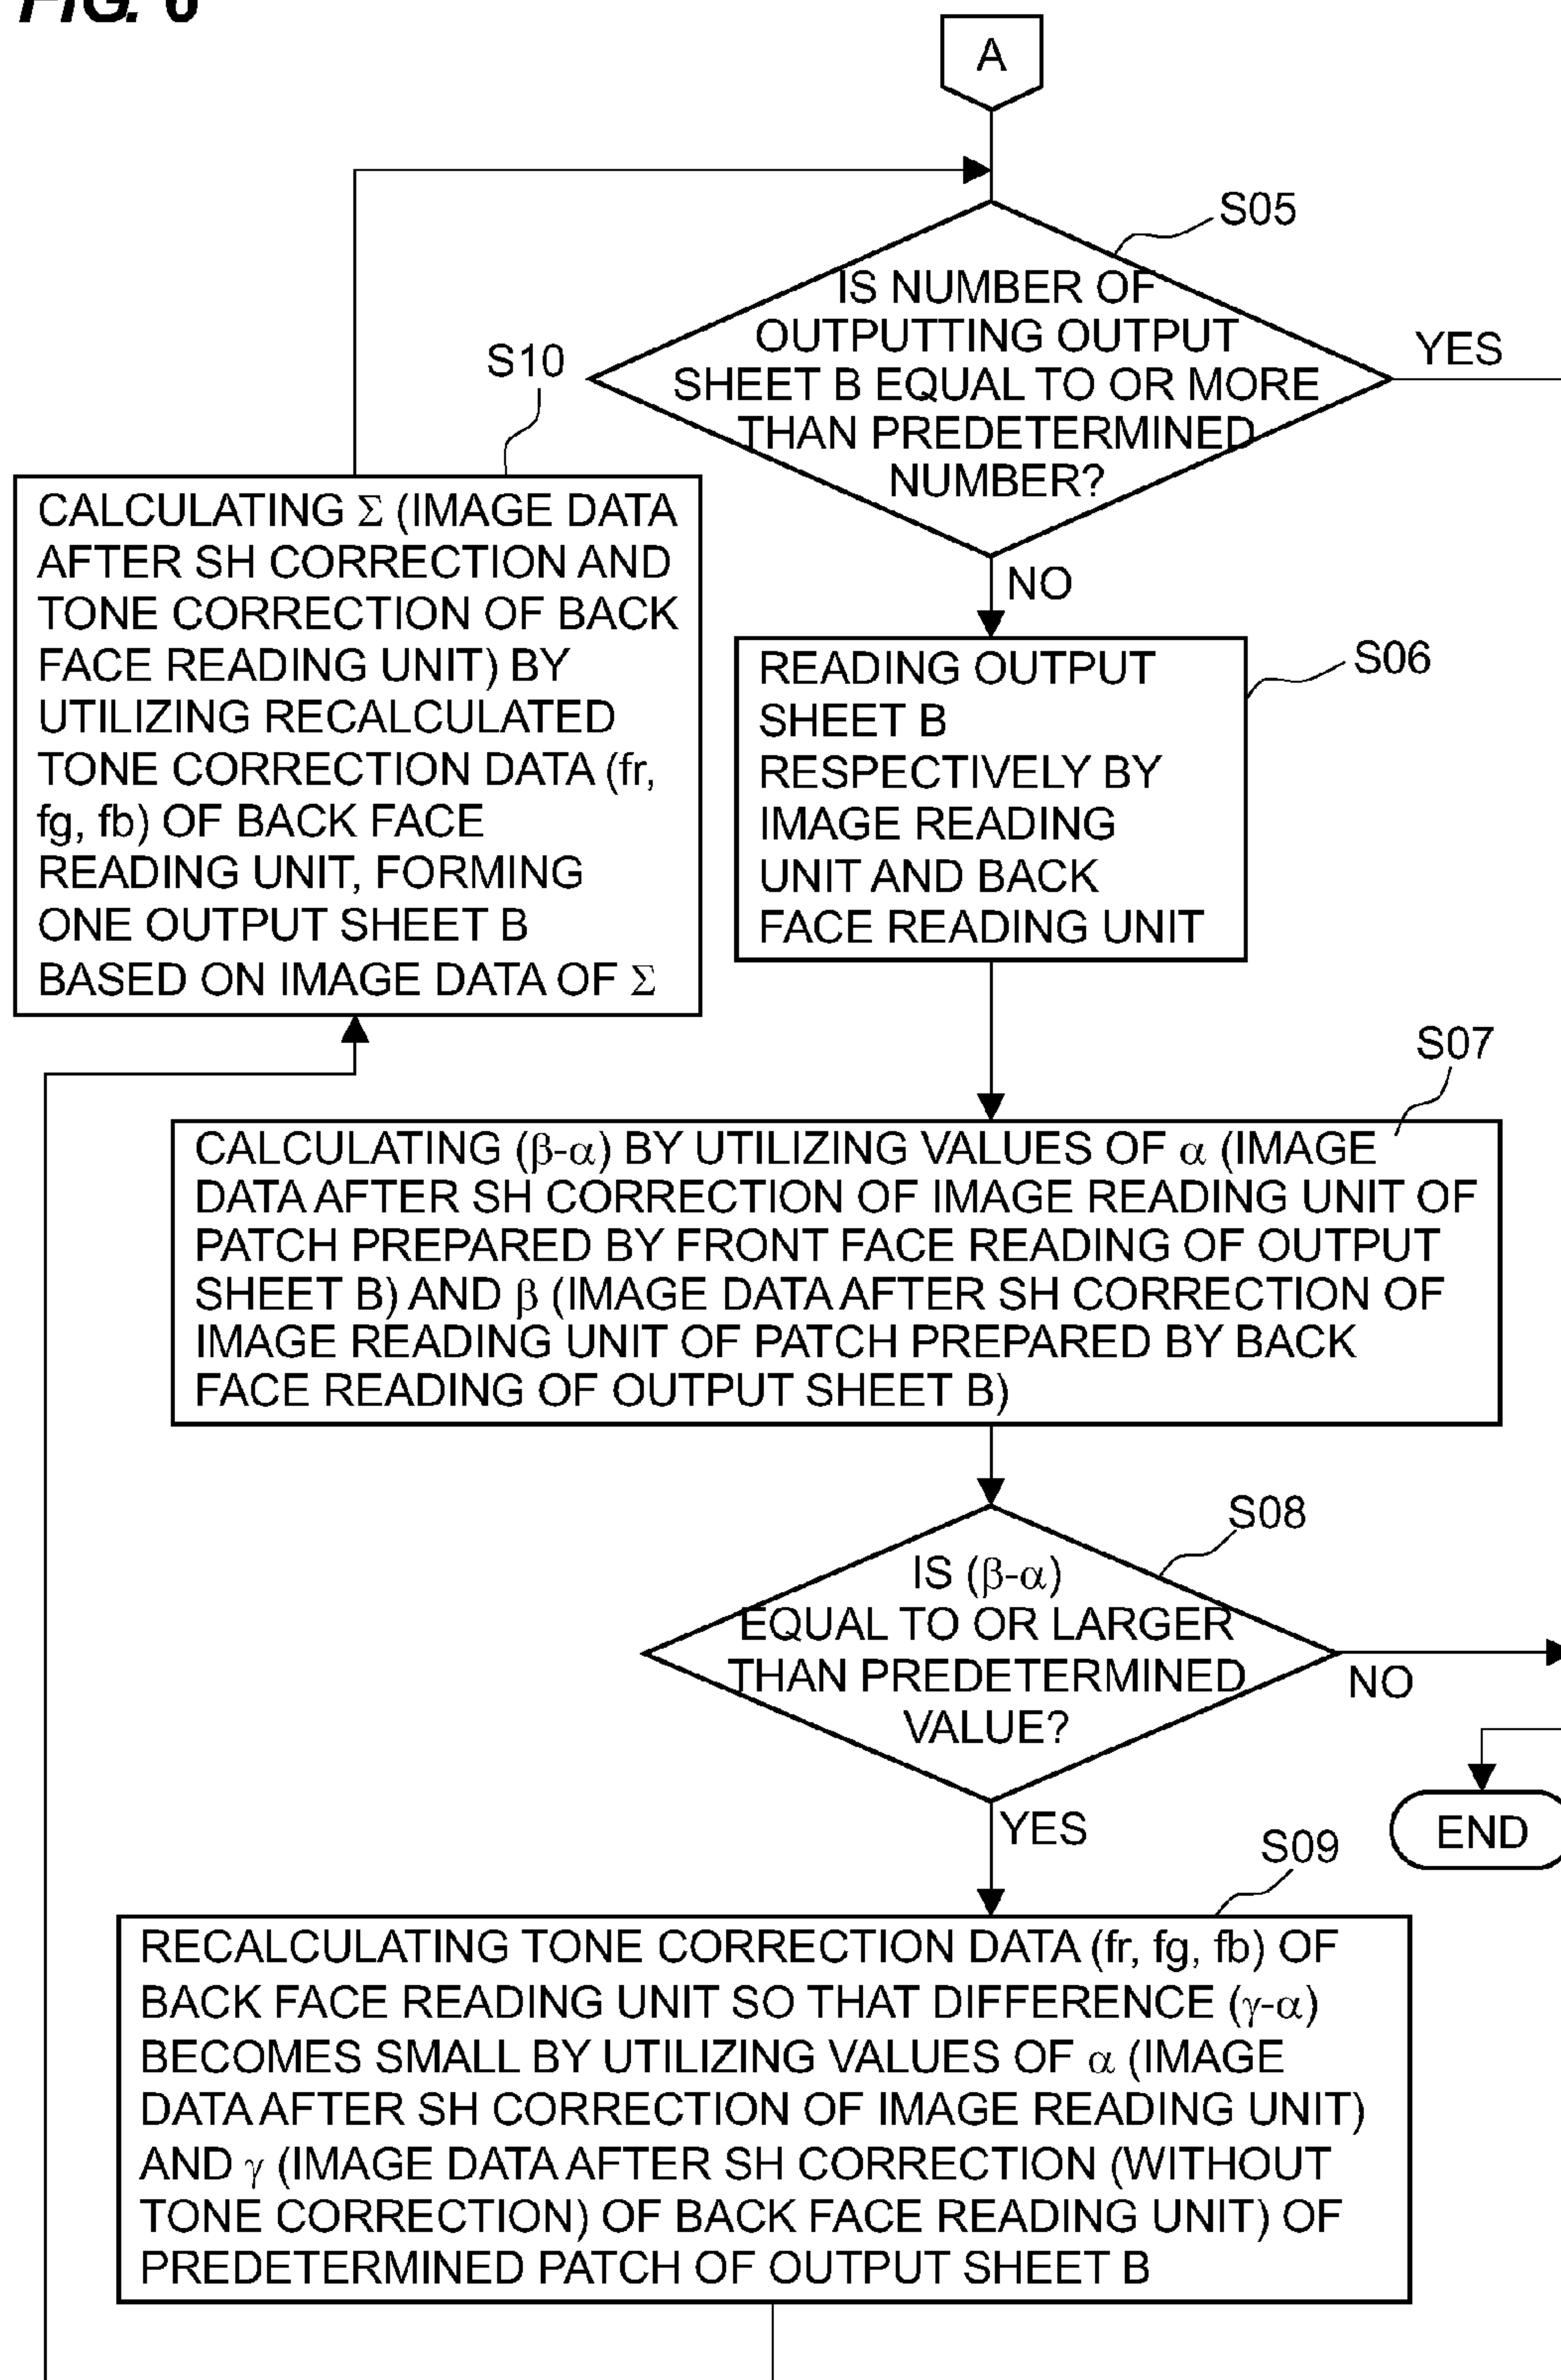 FIG. 6
A
S05
IS NUMBER OF
OUTPUTTING OUTPUT
SHEET B EQUAL TO OR MORE
THAN PREDETERMINED
NUMBER?
YES
NO
S10
CALCULATING Σ (IMAGE DATA
AFTER SH CORRECTION AND
TONE CORRECTION OF BACK
FACE READING UNIT) BY
UTILIZING RECALCULATED
TONE CORRECTION DATA (fr,
fg, fb) OF BACK FACE
READING UNIT, FORMING
ONE OUTPUT SHEET B
BASED ON IMAGE DATA OF Σ
S06
READING OUTPUT
SHEET B
RESPECTIVELY BY
IMAGE READING
UNIT AND BACK
FACE READING UNIT
S07
CALCULATING (β-α) BY UTILIZING VALUES OF α (IMAGE
DATA AFTER SH CORRECTION OF IMAGE READING UNIT OF
PATCH PREPARED BY FRONT FACE READING OF OUTPUT
SHEET B) AND β (IMAGE DATA AFTER SH CORRECTION OF
IMAGE READING UNIT OF PATCH PREPARED BY BACK
FACE READING OF OUTPUT SHEET B)
S08
IS (β-α)
EQUAL TO OR LARGER
THAN PREDETERMINED
VALUE?
NO
YES
END
S09
RECALCULATING TONE CORRECTION DATA (fr, fg, fb) OF
BACK FACE READING UNIT SO THAT DIFFERENCE (γ-α)
BECOMES SMALL BY UTILIZING VALUES OF α (IMAGE
DATA AFTER SH CORRECTION OF IMAGE READING UNIT)
AND γ (IMAGE DATA AFTER SH CORRECTION (WITHOUT
TONE CORRECTION) OF BACK FACE READING UNIT) OF
PREDETERMINED PATCH OF OUTPUT SHEET B